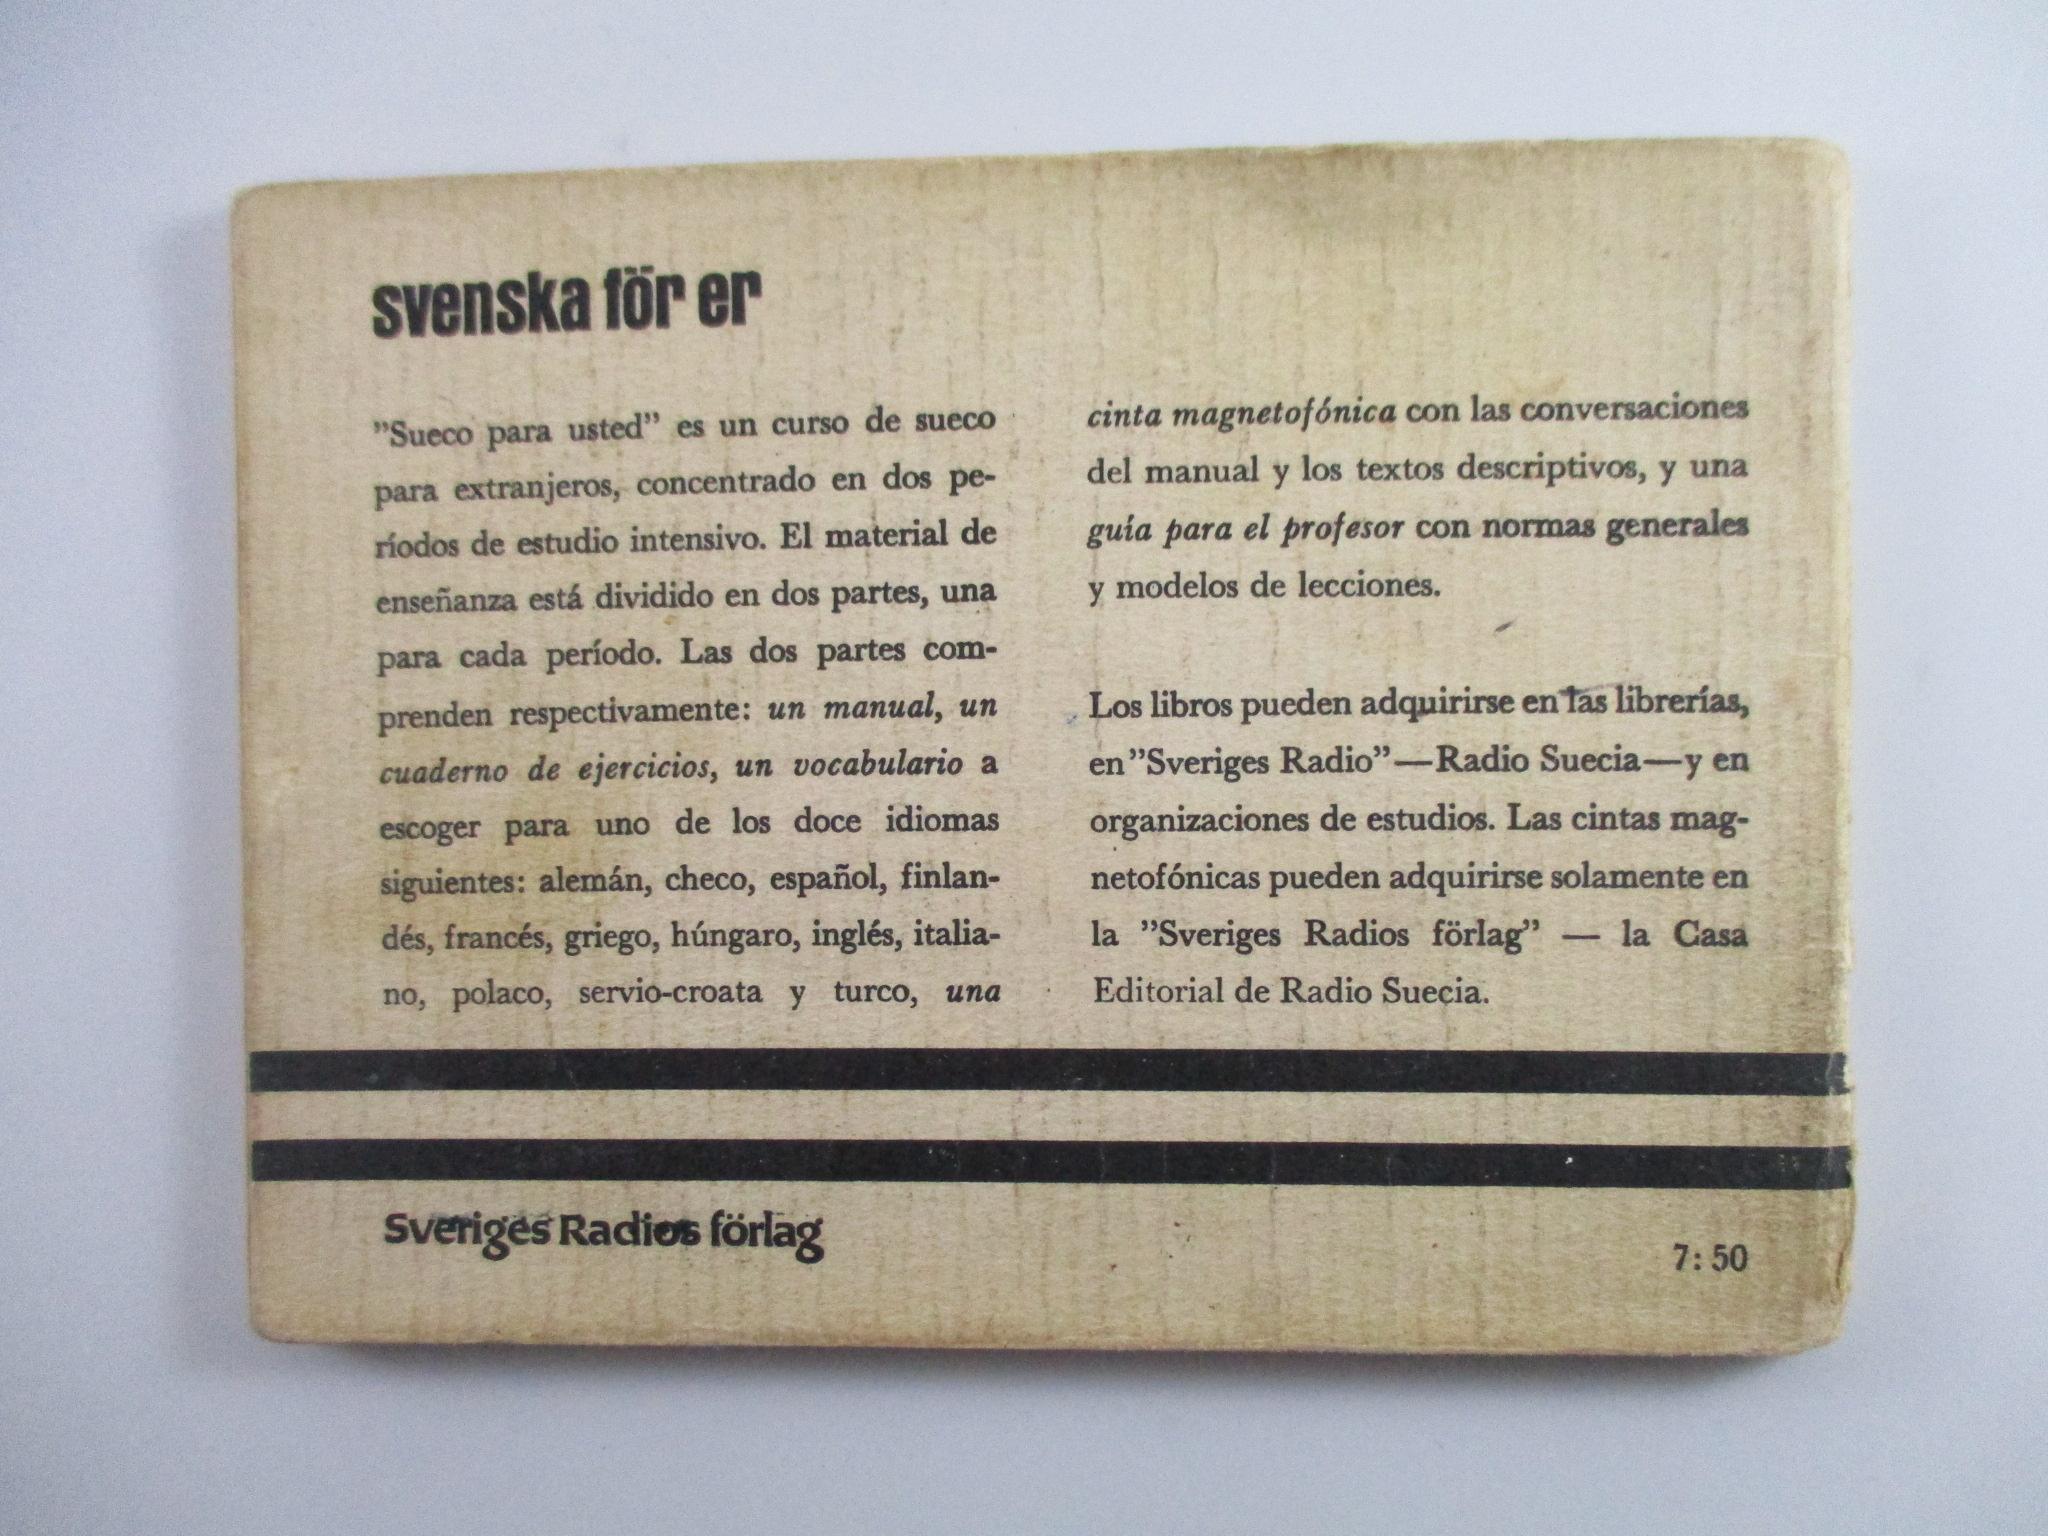 svenska för er
”Sueco para usted” es un curso de sueco
para extranjeros, concentrado en dos pe-
ríodos de estudio intensivo. El material de
enseñanza está dividido en dos partes, una
para cada período. Las dos partes com-
prenden respectivamente: un manual, un
cuaderno de ejercicios, un vocabulario a
escoger para uno de los doce idiomas
siguientes: alemán, checo, español, finlan-
dés, francés, griego, húngaro, inglés, italia-
no, polaco, servio-croata y turco, una
cinta magnetofónica con las conversaciones
del manual y los textos descriptivos, y una
guía para el profesor con normas generales
y modelos de lecciones.
Los libros pueden adquirirse en las librerías,
en ”Sveriges Radio” — Radio Suecia — y en
organizaciones de estudios. Las cintas mag-
netofónicas pueden adquirirse solamente en
la ”Sveriges Radios förlag” — la Casa
Editorial de Radio Suecia.
Sveriges Radios förlag
7:50